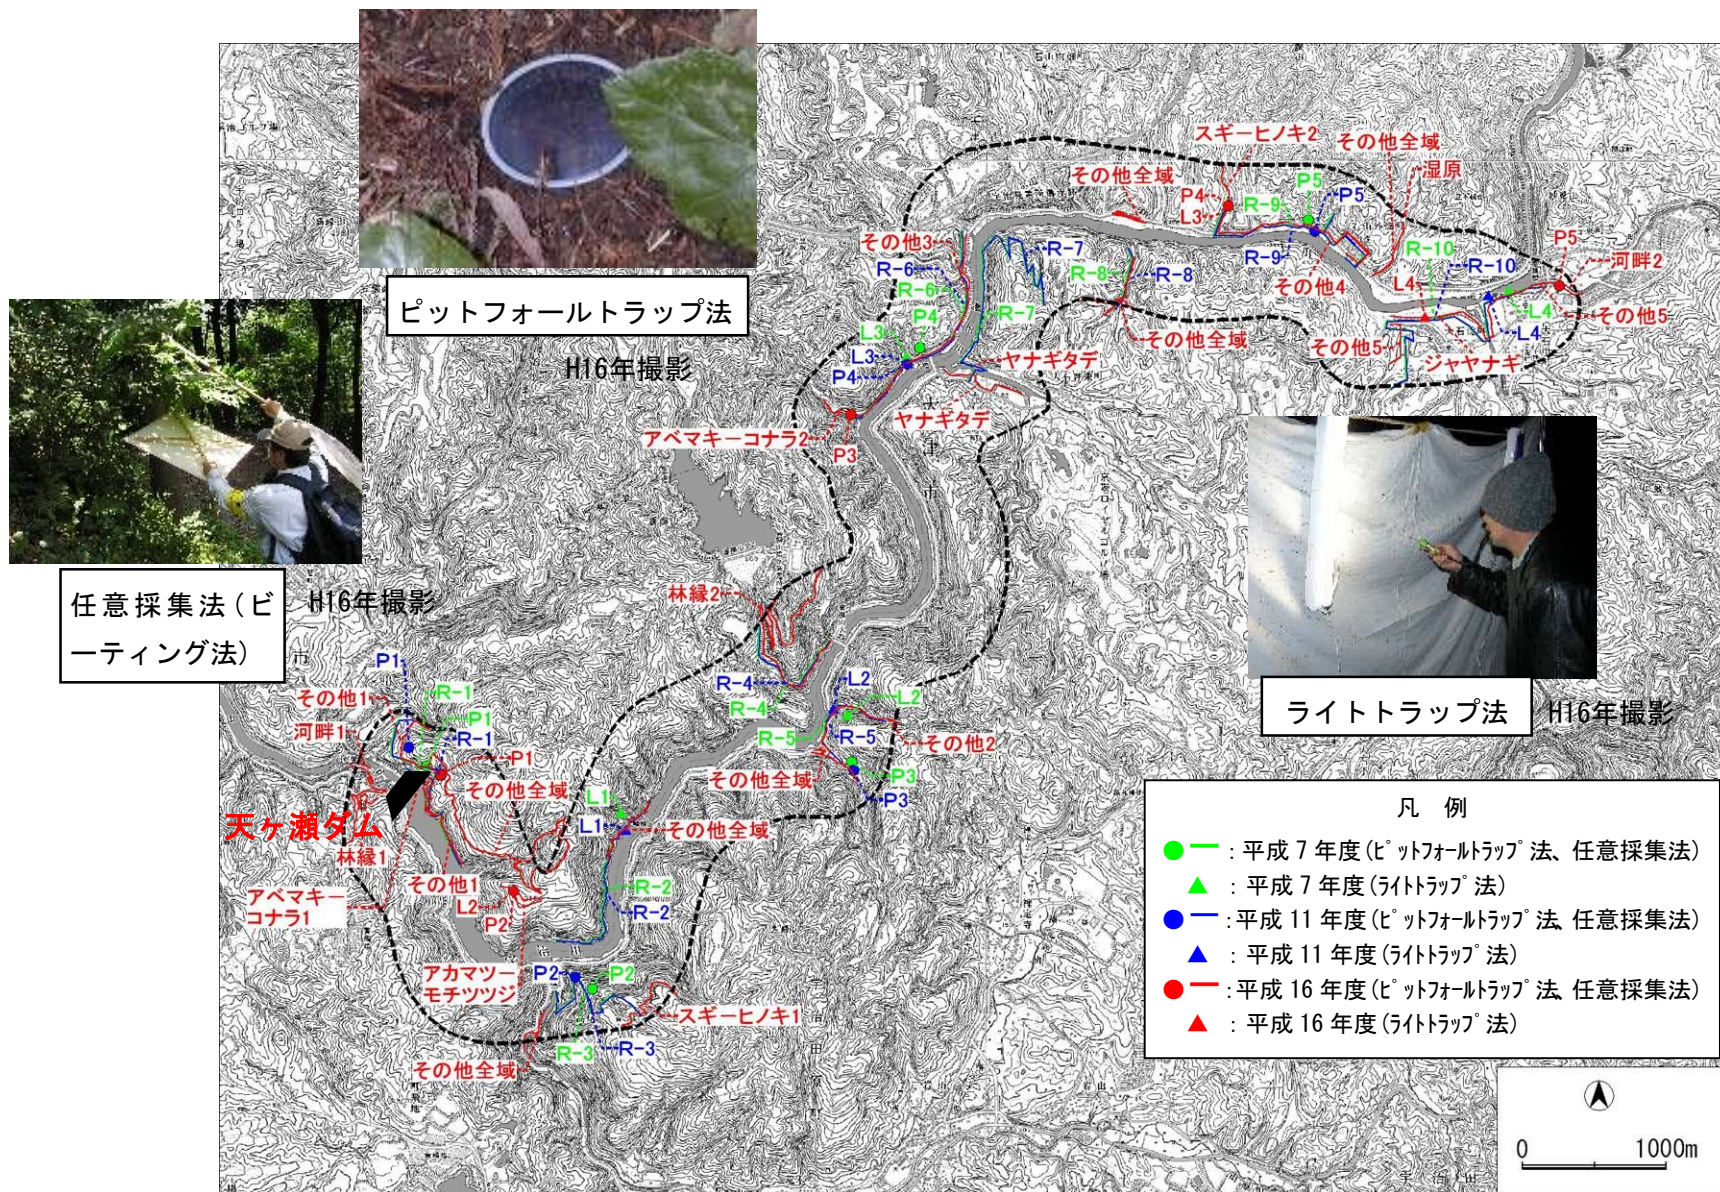 ピットフォールトラップ法
H16年撮影
任意採集法(ビ
ーティング法)
H16年撮影
ライトトラップ法
H16年撮影
スギーヒノキ2
その他全域
その他全域
湿原
P4
L3
P5
R-9
P5
R-10
P5
河畔2
その他3
R-7
R-6
R-8
R-8
R-9
L4
R-10
R-6
その他4
P4
R-7
L4
その他5
L3
L4
L3
その他全域
その他5
P4
ヤナギタデ
ジャヤナギ
ヤナギタデ
アベマキーコナラ2
P3
大
津
市
林縁2
市
P1
R-1
R-4
L2
その他1
R-4
L2
P1
河畔1
R-1
R-5
R-5
その他2
P1
その他全域
その他全域
P3
P3
L1
天ヶ瀬ダム
L1
その他全域
林縁1
その他1
R-2
アベマキー
コナラ1
L2
R-2
P2
アカマツー
モチツツジ
P2
P2
スギーヒノキ1
R-3
R-3
その他全域
凡 例
:平成7年度(ピットフォールトラップ法、任意採集法)
:平成7年度(ライトトラップ法)
:平成11年度(ピットフォールトラップ法、任意採集法)
:平成11年度(ライトトラップ法)
:平成16年度(ピットフォールトラップ法、任意採集法)
:平成16年度(ライトトラップ法)
0 1000m